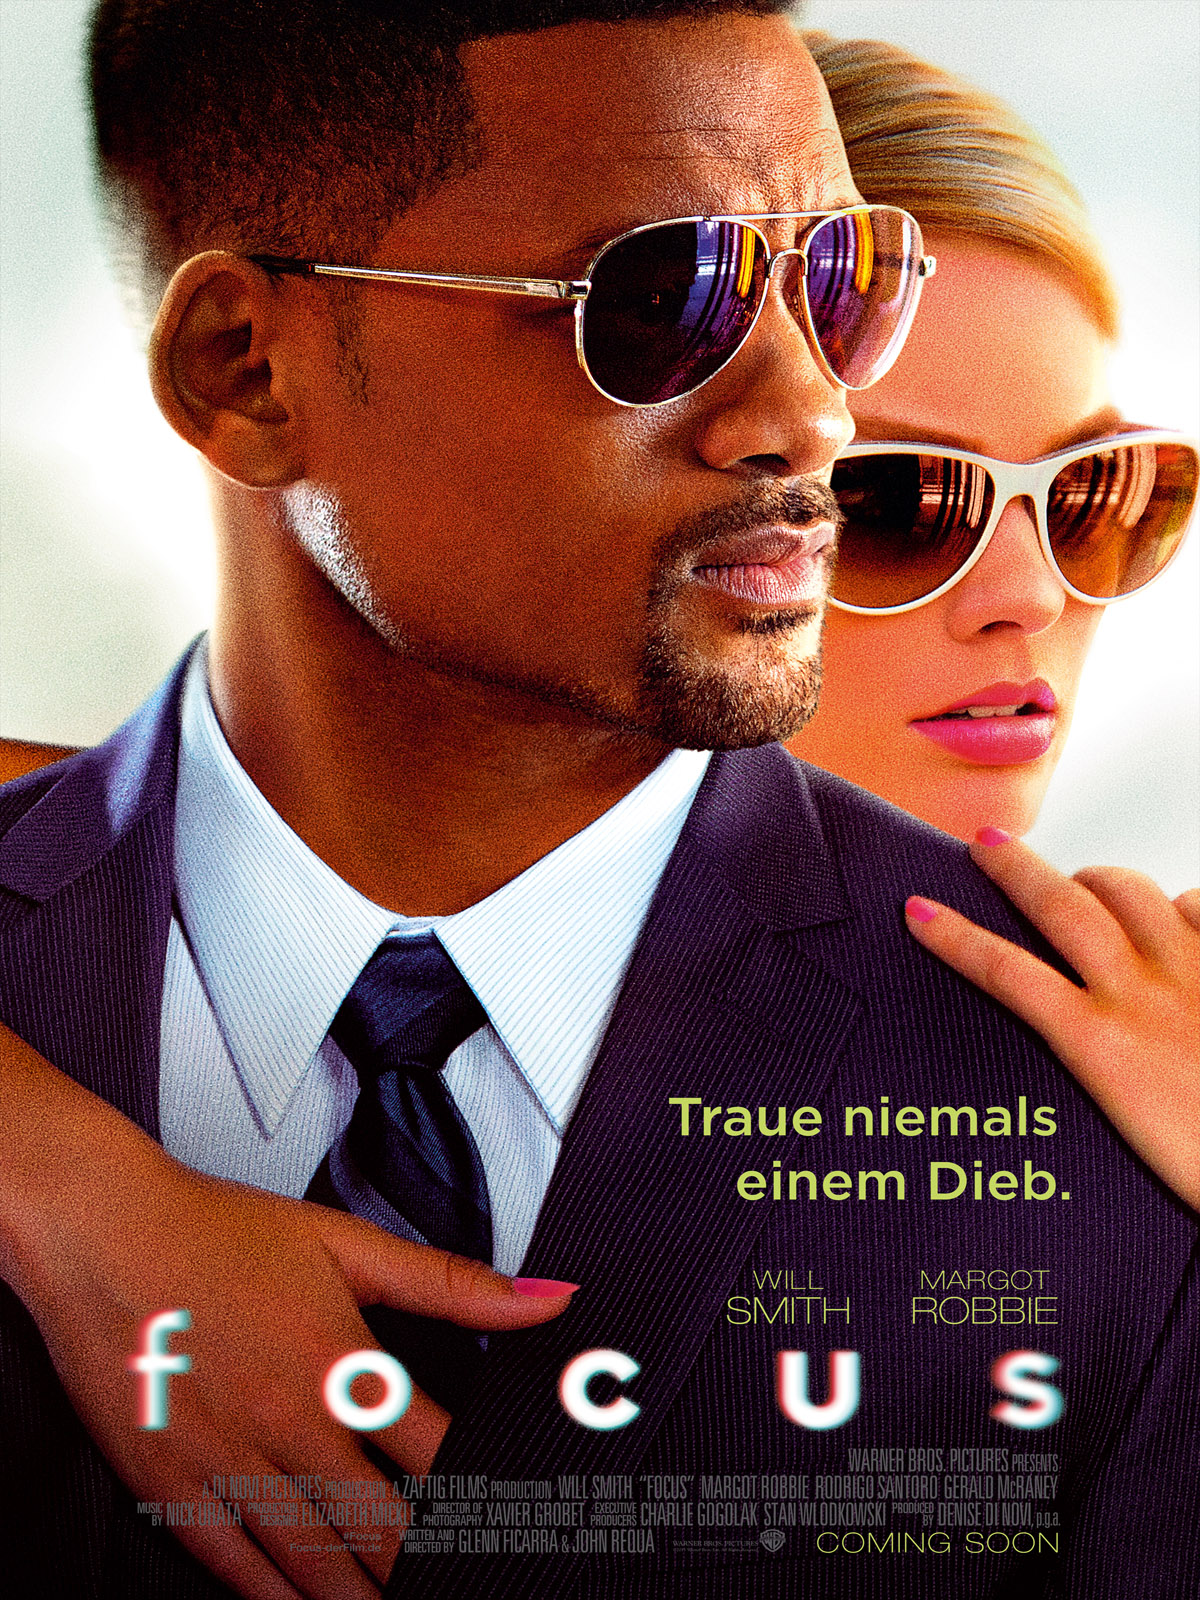 Traue niemals
einem Dieb.
WILL SMITH
MARGOT ROBBIE
focus
WARNER BROS. PICTURES PRESENTS
A DI NOVI PICTURES PRODUCTION A ZAFTIG FILMS PRODUCTION WILL SMITH "FOCUS" MARGOT ROBBIE RODRIGO SANTORO GERALD McRANEY
MUSIC BY NICK URATA PRODUCTION DESIGNER ELIZABETH MICKLE DIRECTOR OF PHOTOGRAPHY XAVIER GROBET EXECUTIVE PRODUCERS CHARLIE GOGOLAK STAN WLODKOWSKI PRODUCED BY DENISE DI NOVI, p.g.a.
#Focus
Focus-derFilm.de
WRITTEN AND DIRECTED BY GLENN FICARRA & JOHN REQUA
WARNER BROS. PICTURES
COMING SOON